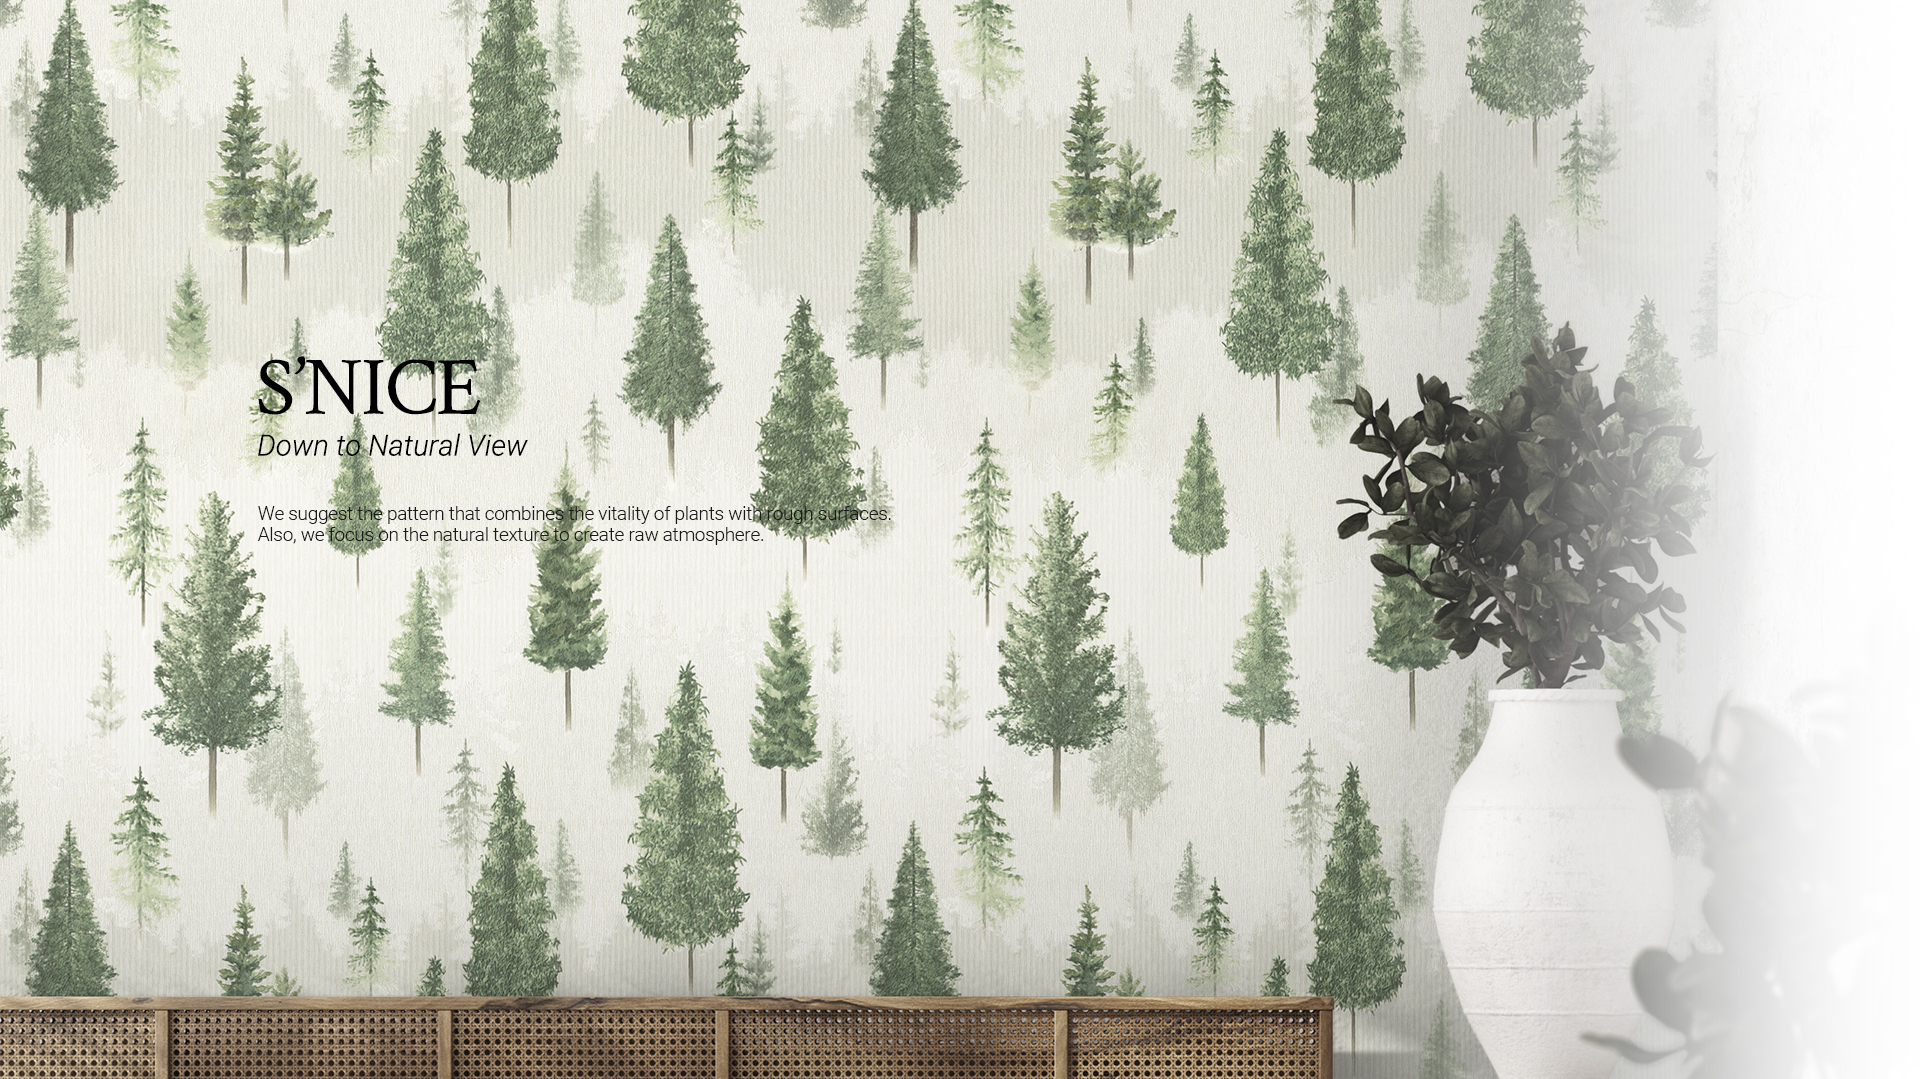 S’NICE
Down to Natural View
We suggest the pattern that combines the vitality of plants with rough surfaces.
Also, we focus on the natural texture to create raw atmosphere.